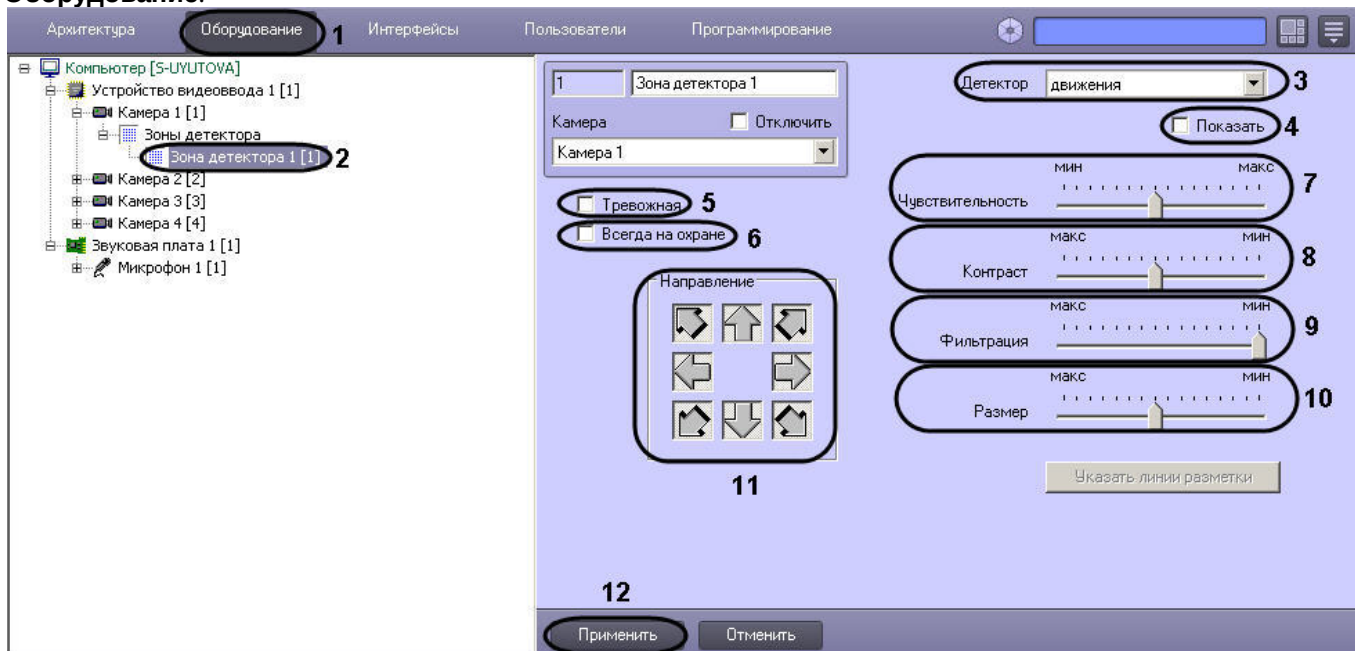 Оборудование.
Архитектура Оборудование 1 Интерфейсы Пользователи Программирование
Компьютер [S-UYUTOVA]
Устройство видеоввода 1 [1]
Камера 1 [1]
Зоны детектора
Зона детектора 1 [1] 2
Камера 2 [2]
Камера 3 [3]
Камера 4 [4]
Звуковая плата 1 [1]
Микрофон 1 [1]
1 Зона детектора 1
Камера Отключить
Камера 1
Тревожная 5
Всегда на охране 6
Направление
11
Детектор движения 3
Показать 4
мин макс
Чувствительность 7
макс мин
Контраст 8
макс мин
Фильтрация 9
макс мин
Размер 10
Указать линии разметки
12
Применить Отменить